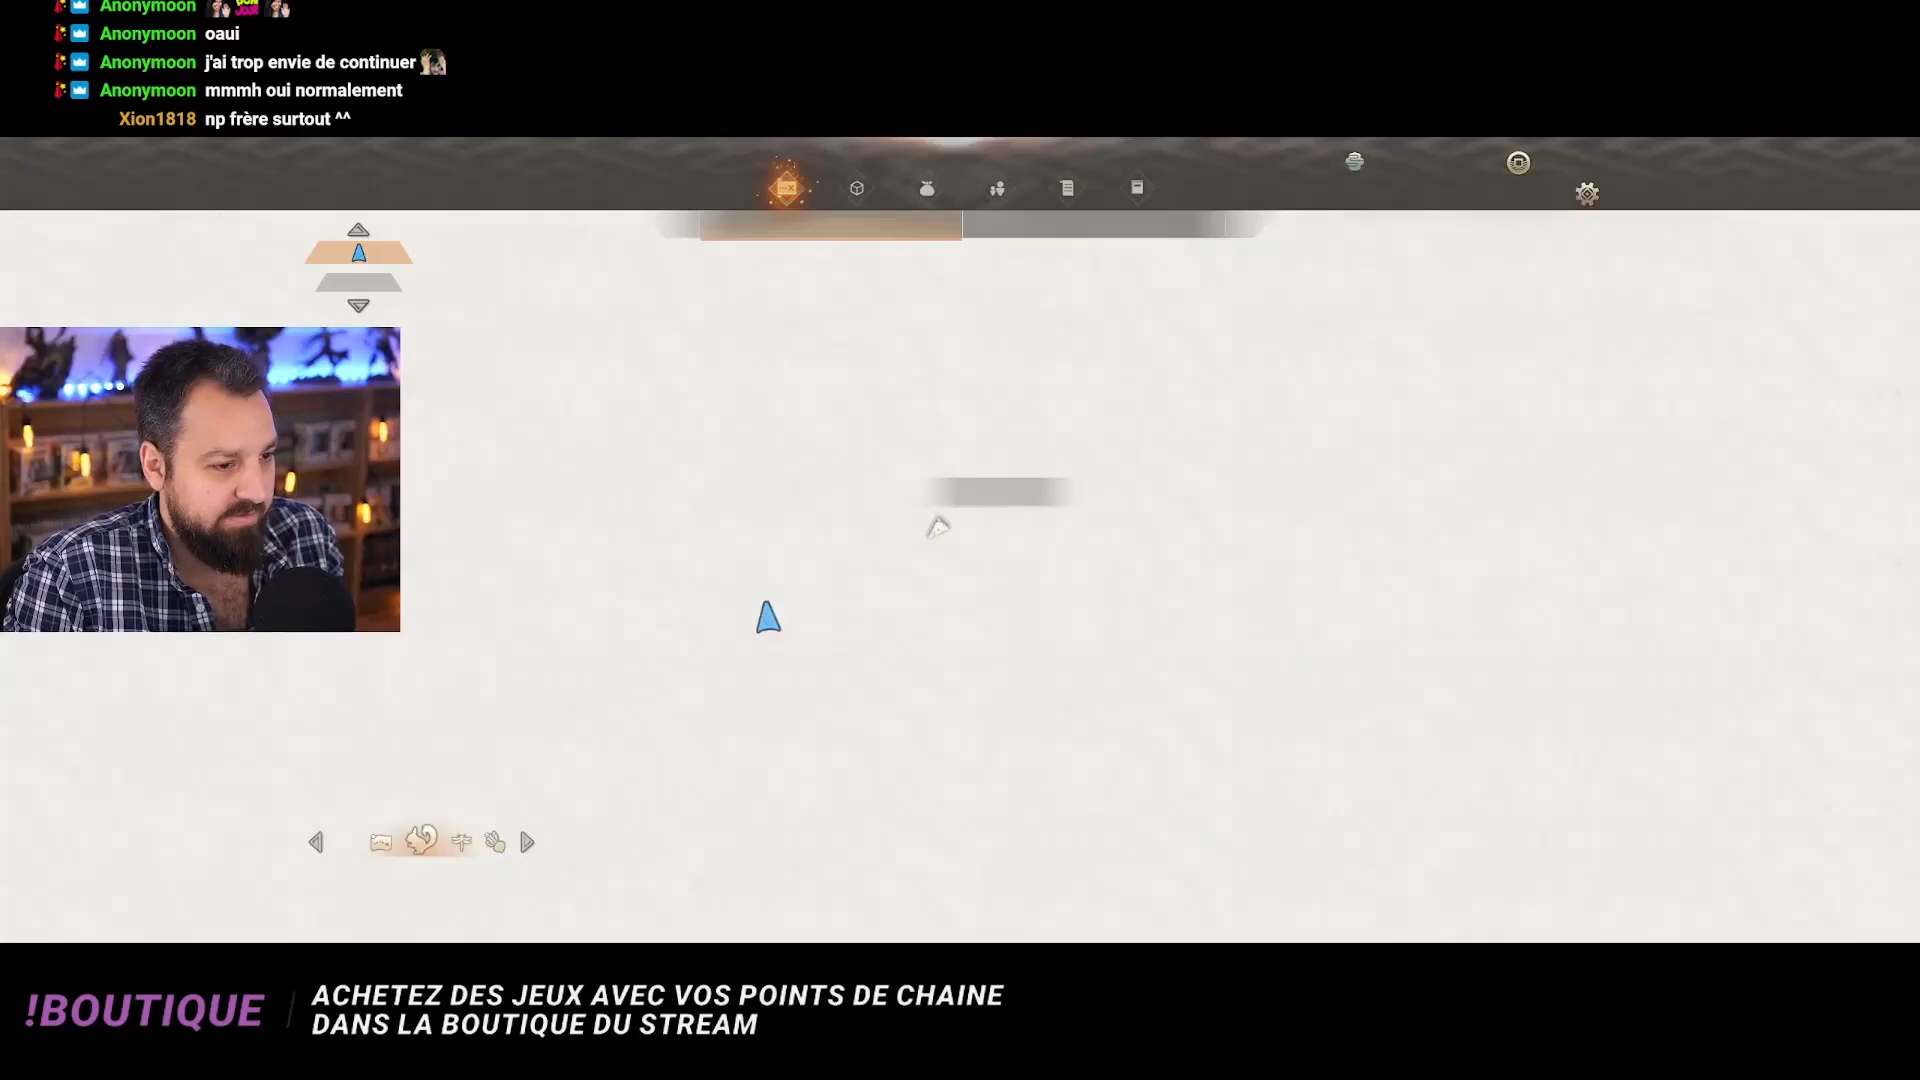 Anonymoon
Anonymoon oaui
Anonymoon j'ai trop envie de continuer
Anonymoon mmmh oui normalement
Xion1818 np frère surtout ^^
!BOUTIQUE
ACHETEZ DES JEUX AVEC VOS POINTS DE CHAINE
DANS LA BOUTIQUE DU STREAM